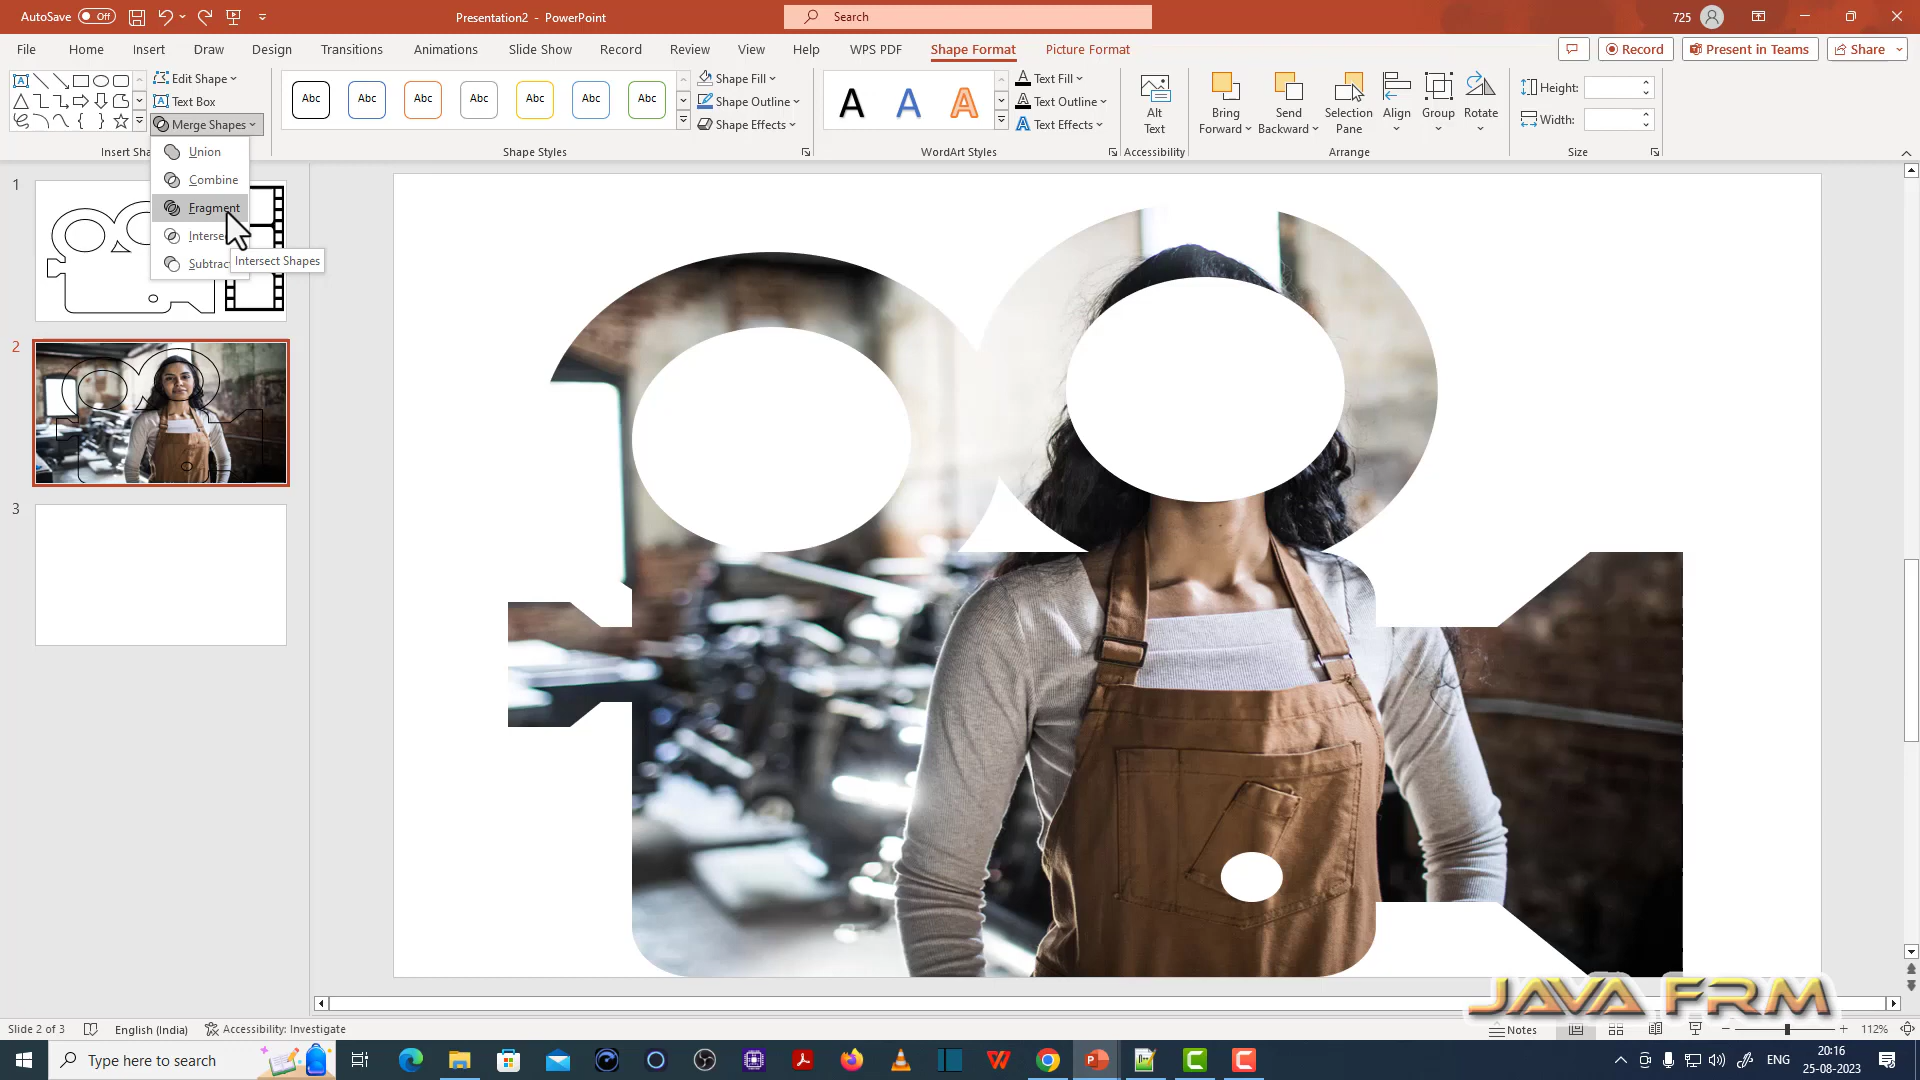 AutoSave Off
Presentation2 - PowerPoint
Search
725
File Home Insert Draw Design Transitions Animations Slide Show Record Review View Help WPS PDF Shape Format Picture Format
Record Present in Teams Share
Edit Shape
Text Box
Merge Shapes
Abc Abc Abc Abc Abc Abc Abc
Shape Fill
Shape Outline
Shape Effects
A A A
Text Fill
Text Outline
Text Effects
Alt Text
Bring Forward
Send Backward
Selection Pane
Align
Group
Rotate
Height:
Width:
Insert Sha
Shape Styles
WordArt Styles
Accessibility
Arrange
Size
Union
Combine
Fragment
Interse
Subtrac
Intersect Shapes
1
2
3
JAVA FRM
Slide 2 of 3
English (India)
Accessibility: Investigate
Notes
112%
Type here to search
ENG
20:16
25-08-2023